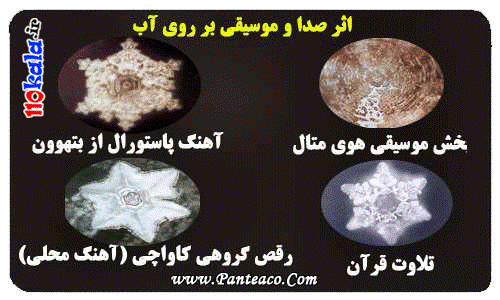 اثر صدا و موسیقی بر روی آب
110kala.ir
پخش موسیقی هوی متال
آهنگ پاستورال از بتهوون
تلاوت قرآن
رقص گروهی کاواچی (آهنگ محلی)
www.Panteaco.Com